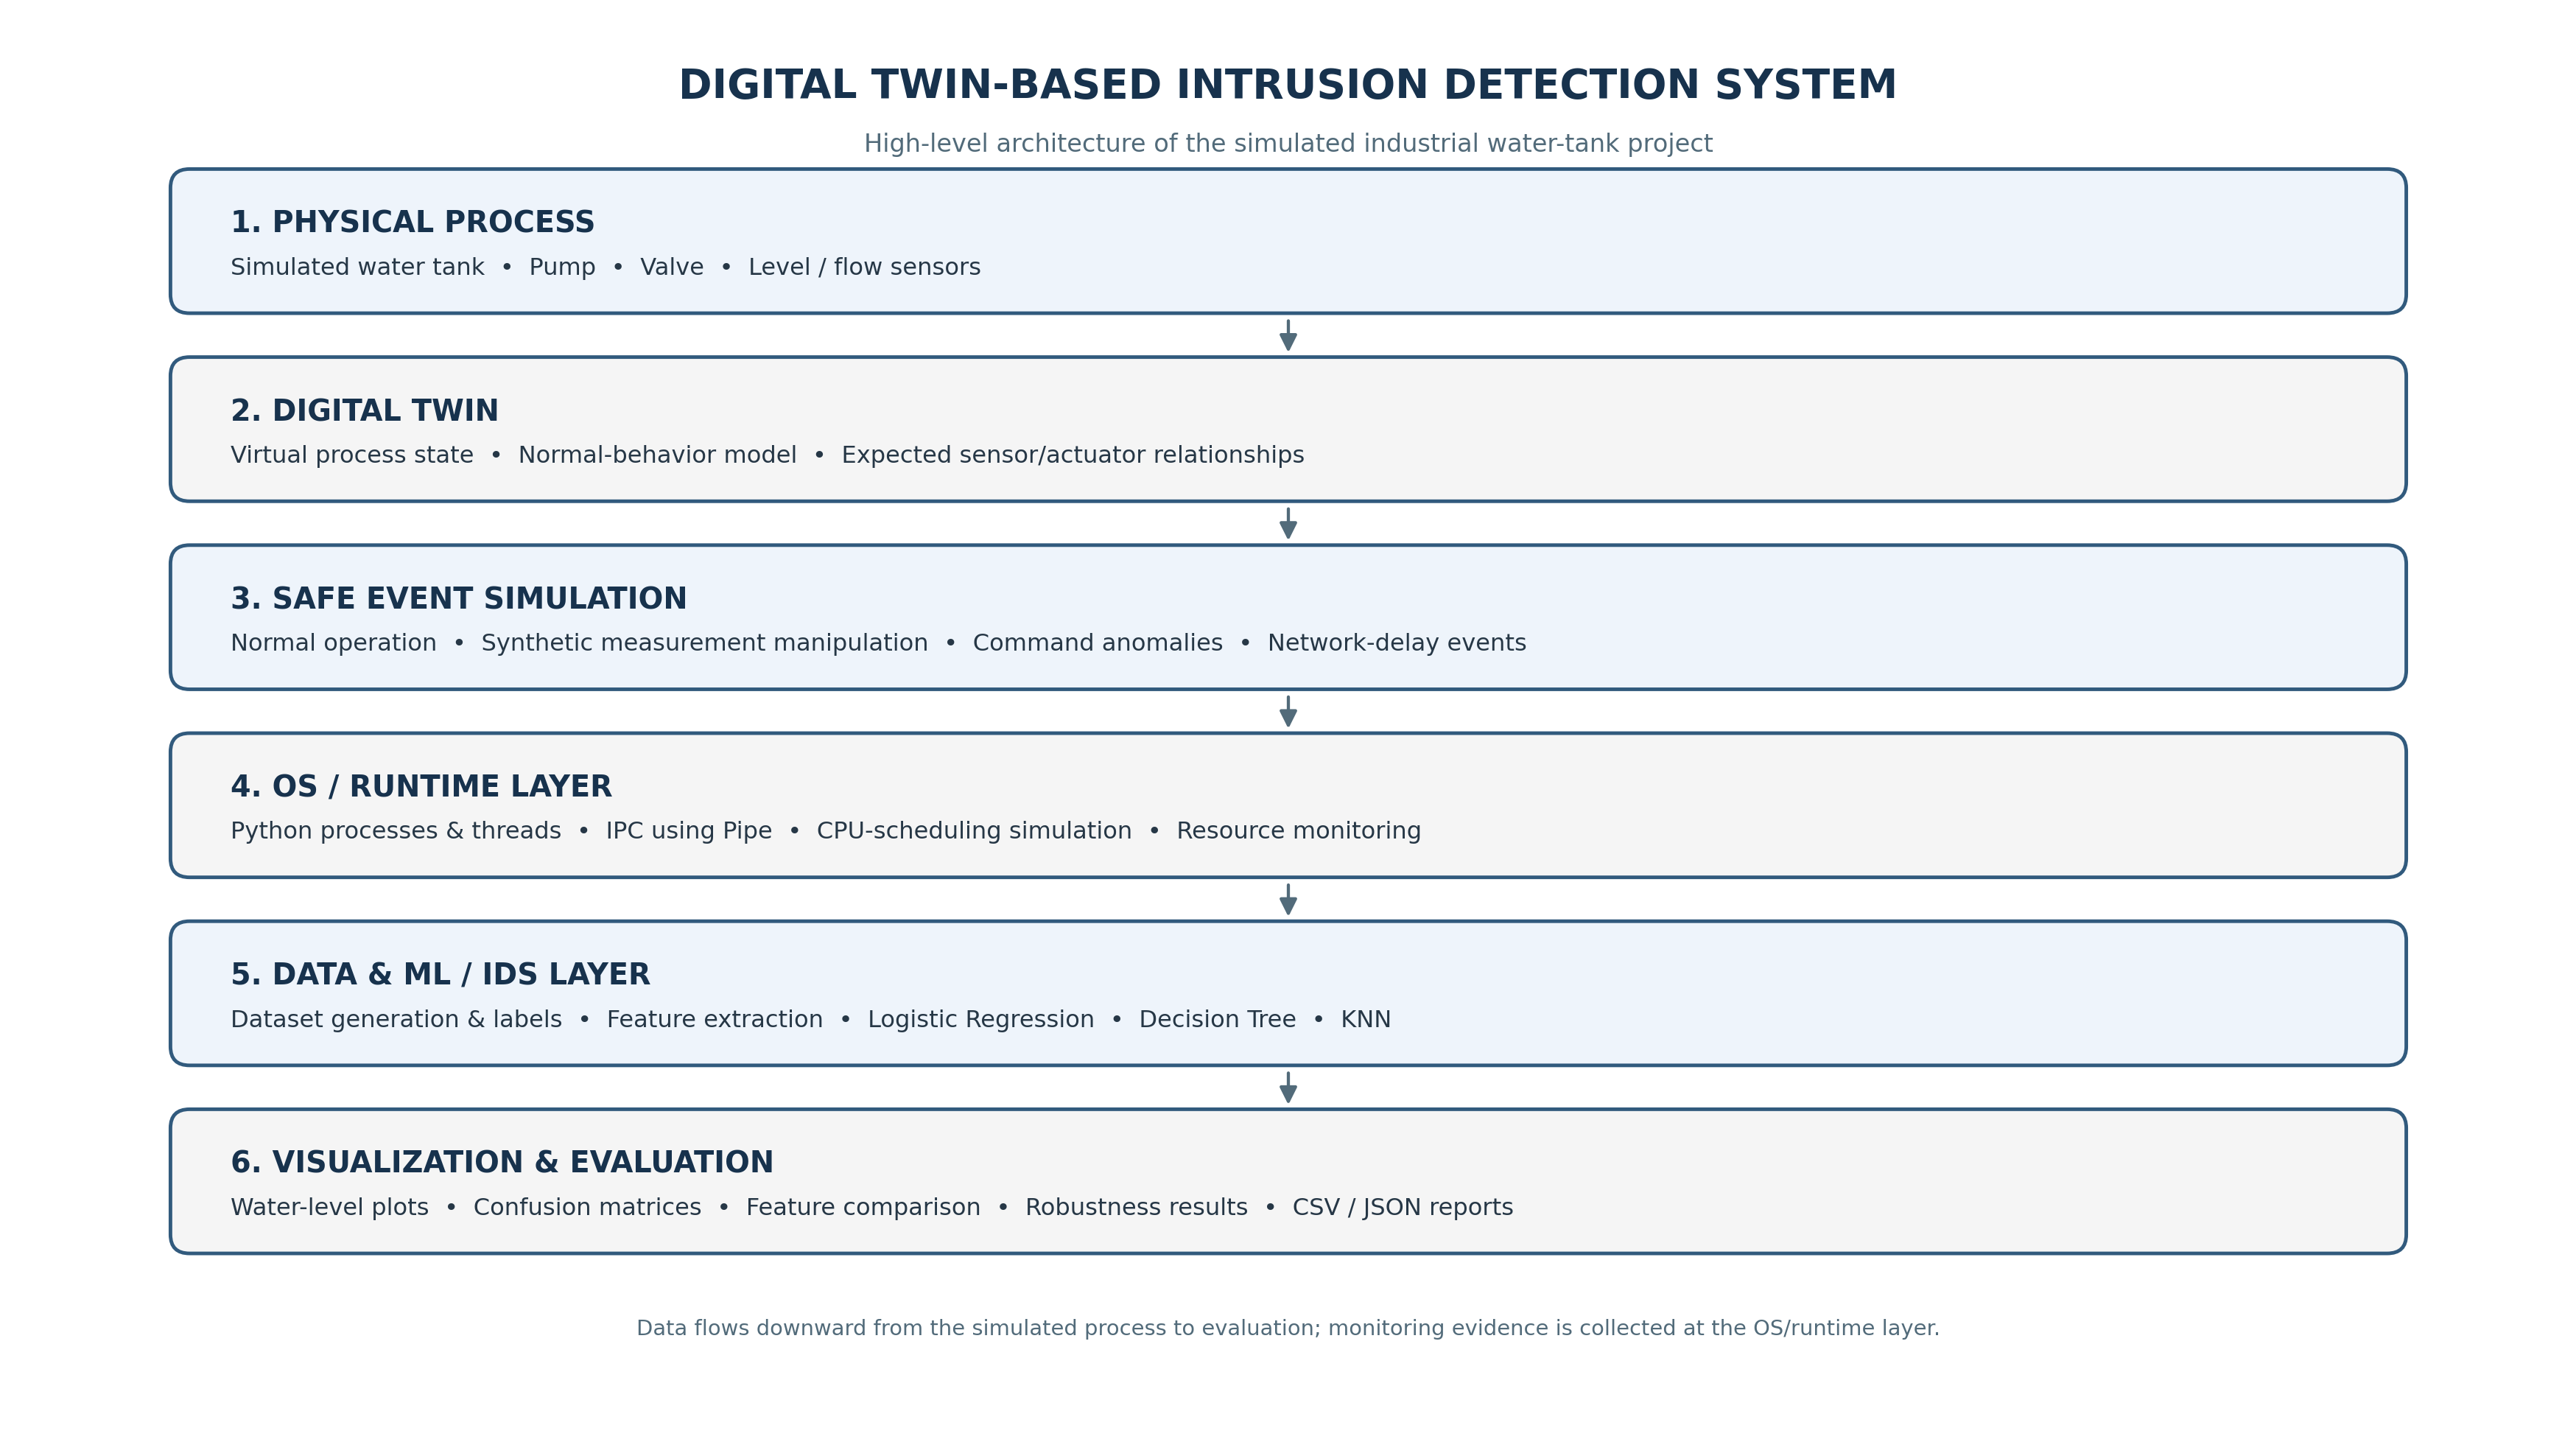 DIGITAL TWIN-BASED INTRUSION DETECTION SYSTEM
High-level architecture of the simulated industrial water-tank project
1. PHYSICAL PROCESS
Simulated water tank • Pump • Valve • Level / flow sensors
2. DIGITAL TWIN
Virtual process state • Normal-behavior model • Expected sensor/actuator relationships
3. SAFE EVENT SIMULATION
Normal operation • Synthetic measurement manipulation • Command anomalies • Network-delay events
4. OS / RUNTIME LAYER
Python processes & threads • IPC using Pipe • CPU-scheduling simulation • Resource monitoring
5. DATA & ML / IDS LAYER
Dataset generation & labels • Feature extraction • Logistic Regression • Decision Tree • KNN
6. VISUALIZATION & EVALUATION
Water-level plots • Confusion matrices • Feature comparison • Robustness results • CSV / JSON reports
Data flows downward from the simulated process to evaluation; monitoring evidence is collected at the OS/runtime layer.